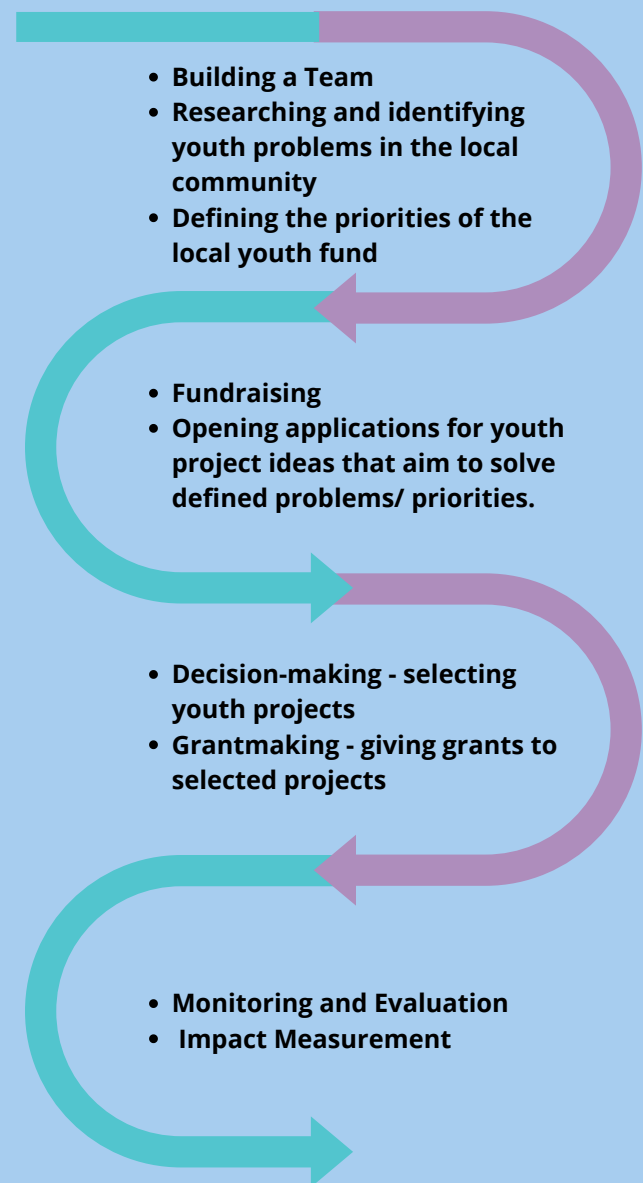 • Building a Team
• Researching and identifying
youth problems in the local
community
• Defining the priorities of the
local youth fund
• Fundraising
• Opening applications for youth
project ideas that aim to solve
defined problems/ priorities.
• Decision-making - selecting
youth projects
• Grantmaking - giving grants to
selected projects
• Monitoring and Evaluation
• Impact Measurement